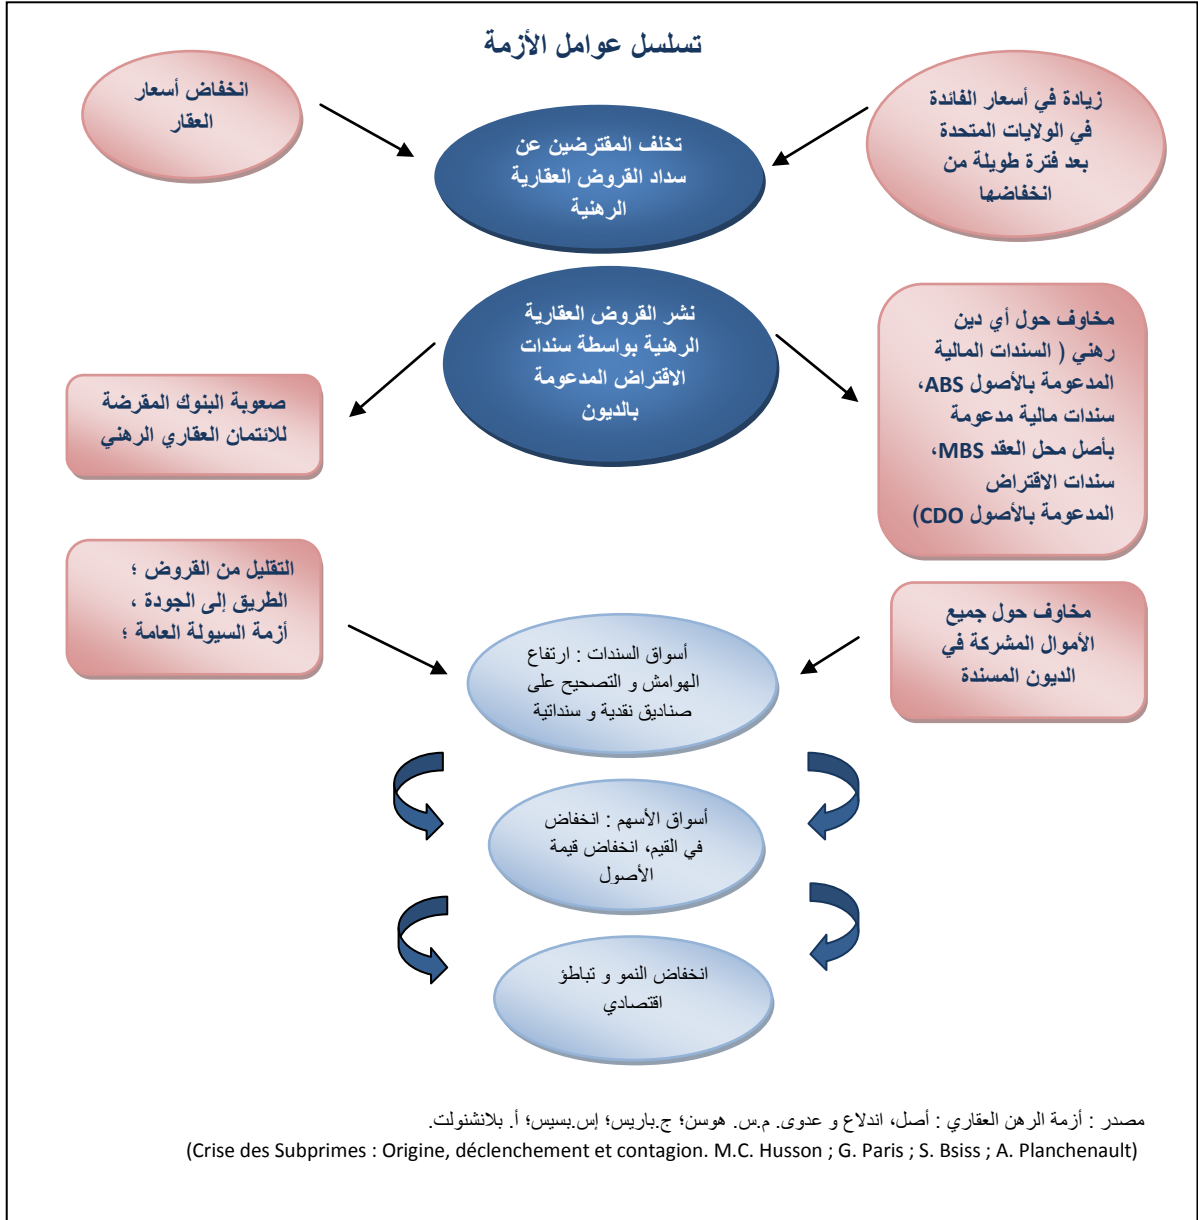 تسلسل عوامل الأزمة
زيادة في أسعار الفائدة
في الولايات المتحدة
بعد فترة طويلة من
انخفاضها
انخفاض أسعار
العقار
تخلف المقترضين عن
سداد القروض العقارية
الرهنية
نشر القروض العقارية
الرهنية بواسطة سندات
الاقتراض المدعومة
بالديون
مخاوف حول أي دين
رهني ( السندات المالية
المدعومة بالأصول ABS،
سندات مالية مدعومة
بأصل محل العقد MBS،
سندات الاقتراض
المدعومة بالأصول CDO)
صعوبة البنوك المقرضة
للائتمان العقاري الرهني
مخاوف حول جميع
الأموال المشركة في
الديون المسندة
التقليل من القروض ؛
الطريق إلى الجودة ،
أزمة السيولة العامة ؛
أسواق السندات : ارتفاع
الهوامش و التصحيح على
صناديق نقدية و سنداتية
أسواق الأسهم : انخفاض
في القيم، انخفاض قيمة
الأصول
انخفاض النمو و تباطؤ
اقتصادي
مصدر : أزمة الرهن العقاري : أصل، اندلاع و عدوى. م.س. هوسن؛ ج.باريس؛ إس.بسيس؛ أ. بلانشنولت.
(Crise des Subprimes : Origine, déclenchement et contagion. M.C. Husson ; G. Paris ; S. Bsiss ; A. Planchenault)